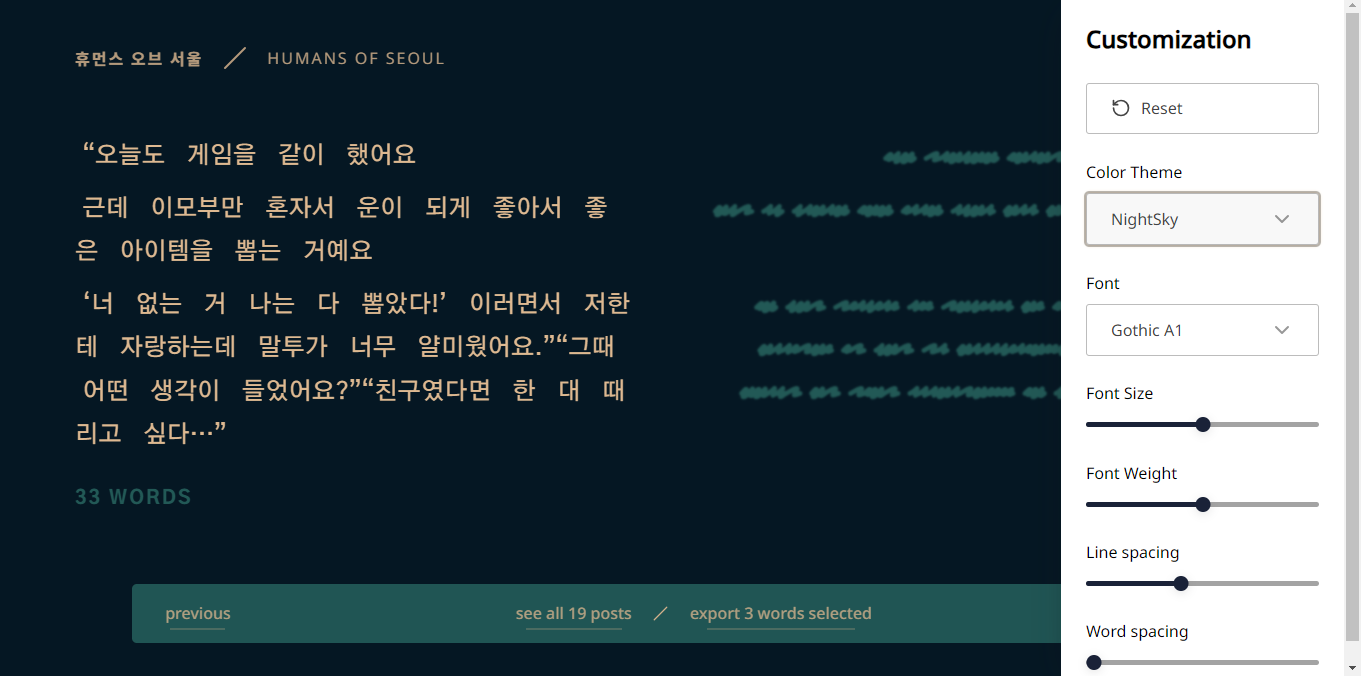 휴먼스 오브 서울 / HUMANS OF SEOUL
“오늘도 게임을 같이 했어요
근데 이모부만 혼자서 운이 되게 좋아서 좋
은 아이템을 뽑는 거예요
‘너 없는 거 나는 다 뽑았다!’ 이러면서 저한
테 자랑하는데 말투가 너무 얄미웠어요.”“그때
어떤 생각이 들었어요?”“친구였다면 한 대 때
리고 싶다…”
33 WORDS
previous
see all 19 posts / export 3 words selected
Customization
Reset
Color Theme
NightSky
Font
Gothic A1
Font Size
Font Weight
Line spacing
Word spacing